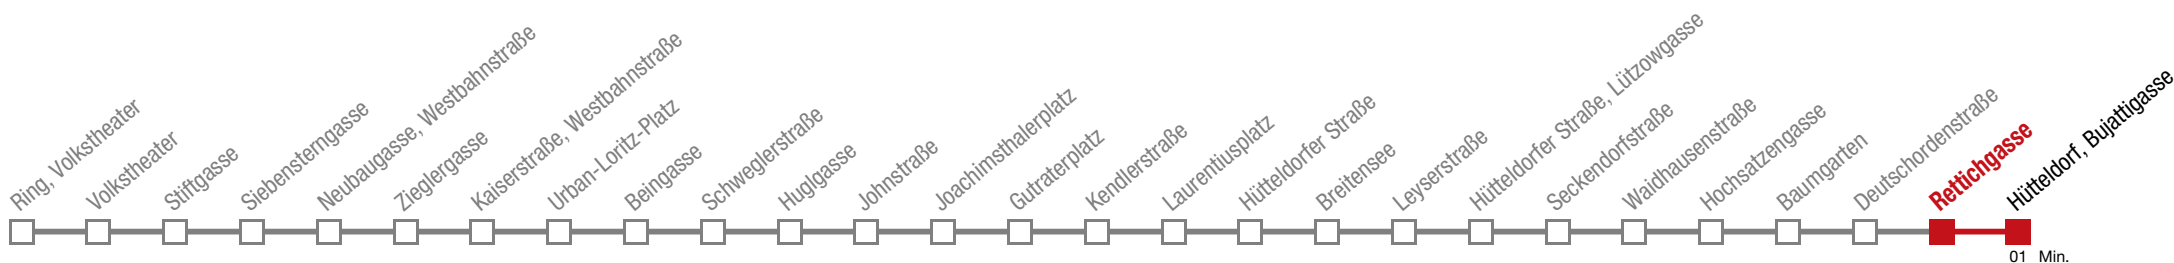 Ring, Volkstheater
Volkstheater
Stiftgasse
Siebensterngasse
Neubaugasse, Westbahnstraße
Zieglergasse
Kaiserstraße, Westbahnstraße
Urban-Loritz-Platz
Beingasse
Schweglerstraße
Huglgasse
Johnstraße
Joachimsthalerplatz
Gutraterplatz
Kendlerstraße
Laurentiusplatz
Hütteldorfer Straße
Breitensee
Leyserstraße
Hütteldorfer Straße, Lützowgasse
Seckendorfstraße
Waidhausenstraße
Hochsatzengasse
Baumgarten
Deutschordenstraße
Rettichgasse
Hütteldorf, Bujattigasse
01 Min.